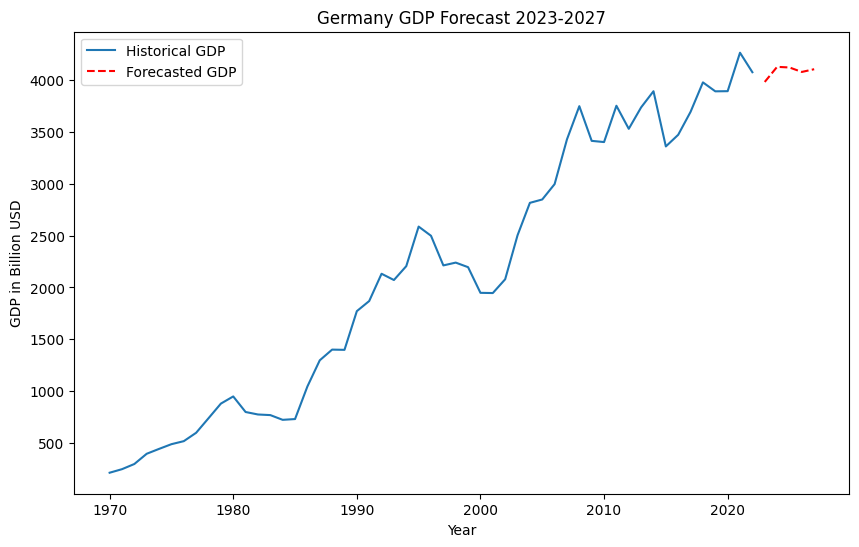 Germany GDP Forecast 2023-2027
Historical GDP
Forecasted GDP
GDP in Billion USD
4000
3500
3000
2500
2000
1500
1000
500
1970 1980 1990 2000 2010 2020
Year